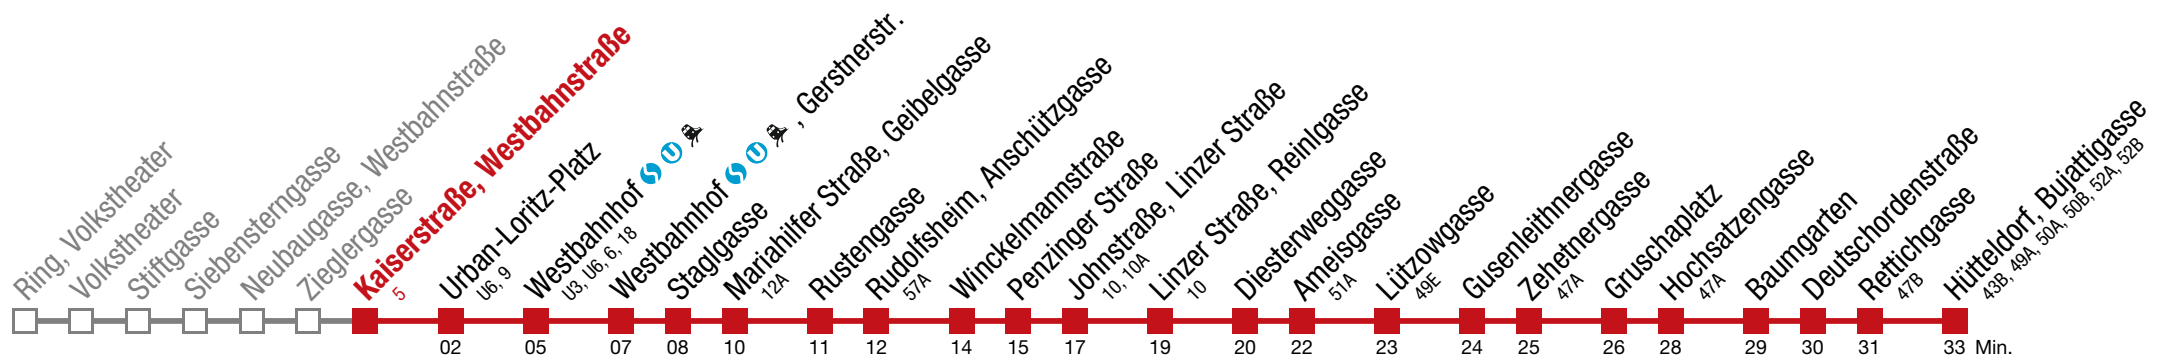 Ring, Volkstheater
Volkstheater
Stiftgasse
Siebensterngasse
Neubaugasse, Westbahnstraße
Zieglergasse
Kaiserstraße, Westbahnstraße
5
Urban-Loritz-Platz
U6, 9
Westbahnhof
U3, U6, 6, 18
Westbahnhof , Gerstnerstr.
Staglgasse
Mariahilfer Straße, Geibelgasse
12A
Rustengasse
Rudolfsheim, Anschützgasse
57A
Winckelmannstraße
Penzinger Straße
Johnstraße, Linzer Straße
10, 10A
Linzer Straße, Reinlgasse
10
Diesterweggasse
Ameisgasse
51A
Lützowgasse
49E
Gusenleithnergasse
Zehetnergasse
47A
Gruschaplatz
Hochsatzengasse
47A
Baumgarten
Deutschordenstraße
Rettichgasse
47B
Hütteldorf, Bujattigasse
43B, 49A, 50A, 50B, 52A, 52B
02 05 07 08 10 11 12 14 15 17 19 20 22 23 24 25 26 28 29 30 31 33 Min.